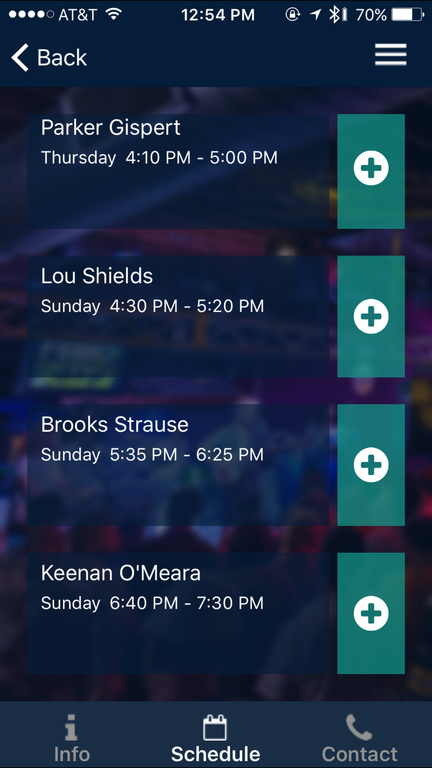 AT&T 12:54 PM 70%
Back
Parker Gispert
Thursday 4:10 PM - 5:00 PM
Lou Shields
Sunday 4:30 PM - 5:20 PM
Brooks Strause
Sunday 5:35 PM - 6:25 PM
Keenan O'Meara
Sunday 6:40 PM - 7:30 PM
Info Schedule Contact